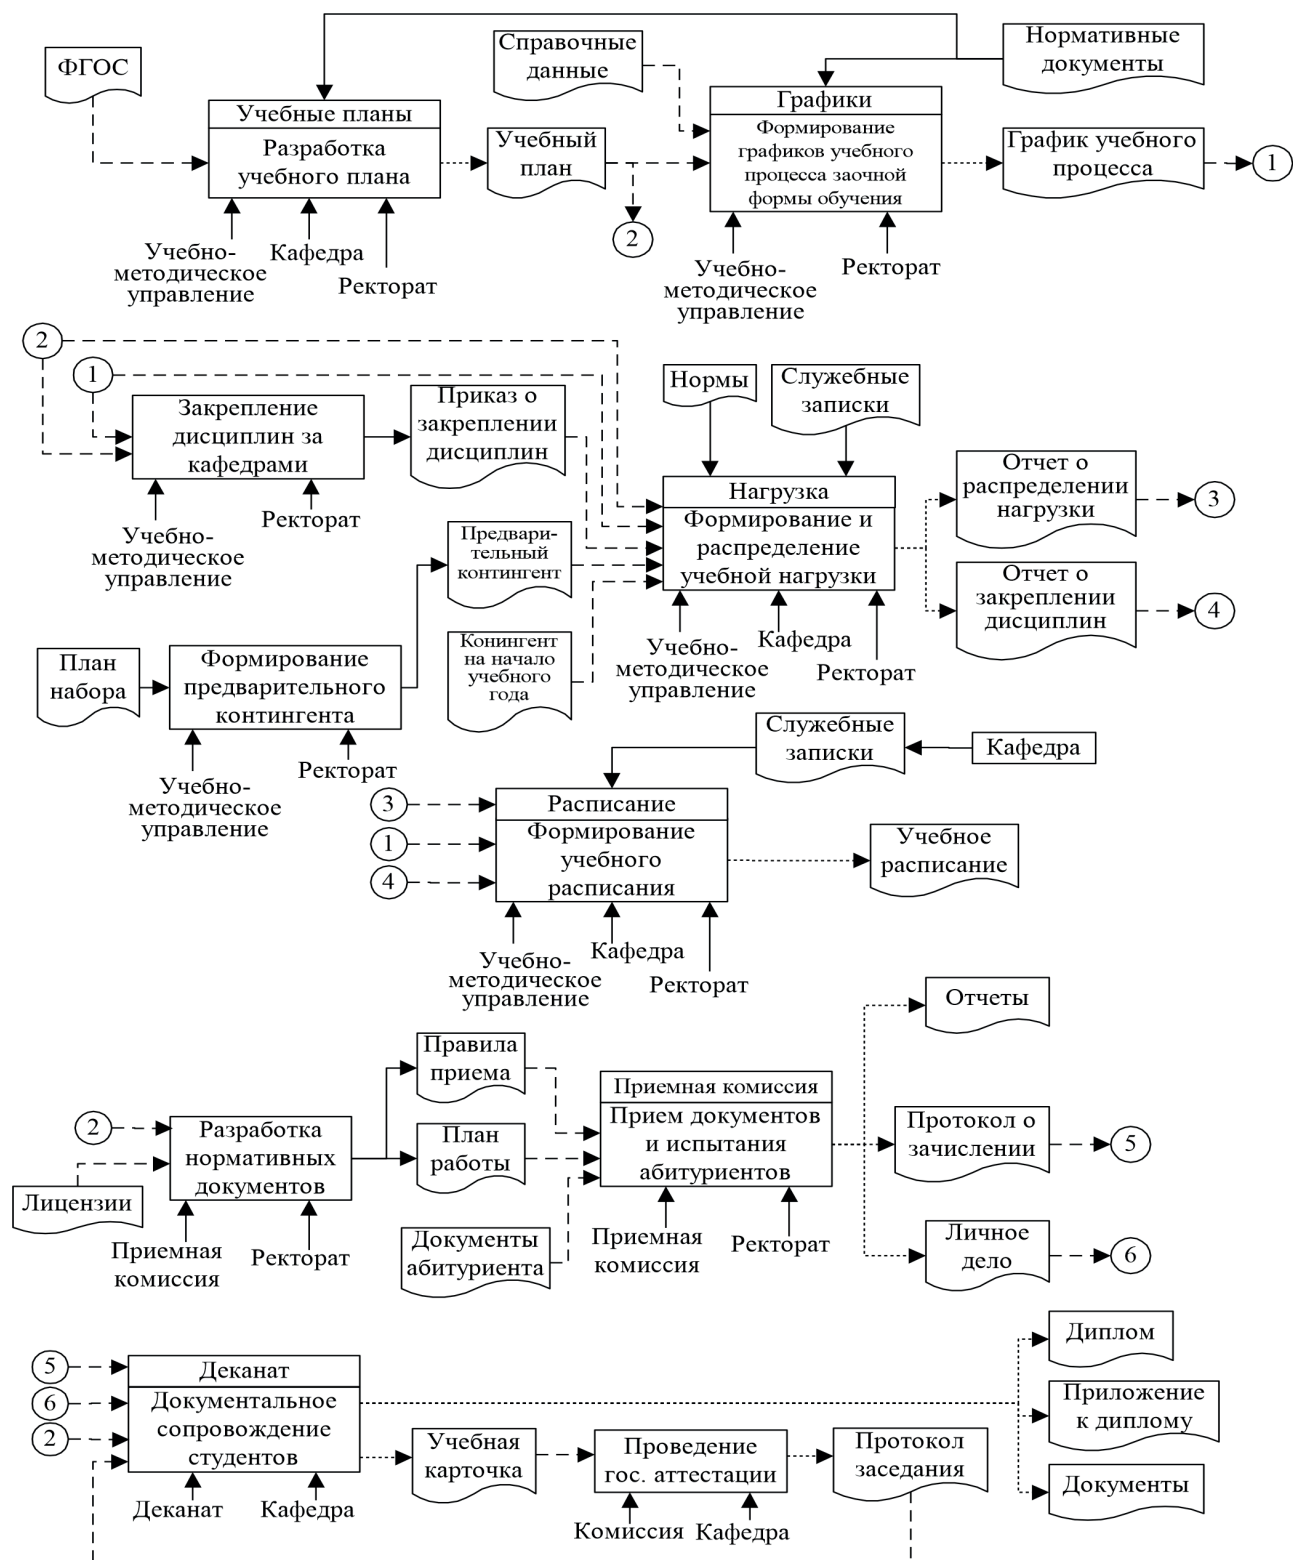 ФГОС
Справочные
данные
Нормативные
документы
Учебные планы
Разработка
учебного плана
Учебный
план
Графики
Формирование
графиков учебного
процесса заочной
формы обучения
График учебного
процесса
1
2
Учебно-
методическое
управление
Кафедра
Ректорат
Учебно-
методическое
управление
Ректорат
2
1
Закрепление
дисциплин за
кафедрами
Приказ о
закреплении
дисциплин
Нормы
Служебные
записки
Учебно-
методическое
управление
Ректорат
Нагрузка
Формирование и
распределение
учебной нагрузки
Отчет о
распределении
нагрузки
3
Отчет о
закреплении
дисциплин
4
Предвари-
тельный
контингент
Конингент
на начало
учебного
года
Учебно-
методическое
управление
Кафедра
Ректорат
План
набора
Формирование
предварительного
контингента
Учебно-
методическое
управление
Ректорат
Служебные
записки
Кафедра
3
1
4
Расписание
Формирование
учебного
расписания
Учебное
расписание
Учебно-
методическое
управление
Кафедра
Ректорат
2
Лицензии
Разработка
нормативных
документов
Приемная
комиссия
Ректорат
Правила
приема
План
работы
Документы
абитуриента
Приемная комиссия
Прием документов
и испытания
абитуриентов
Приемная
комиссия
Ректорат
Отчеты
Протокол о
зачислении
5
Личное
дело
6
5
6
2
Деканат
Документальное
сопровождение
студентов
Деканат
Кафедра
Учебная
карточка
Проведение
гос. аттестации
Комиссия
Кафедра
Протокол
заседания
Диплом
Приложение
к диплому
Документы